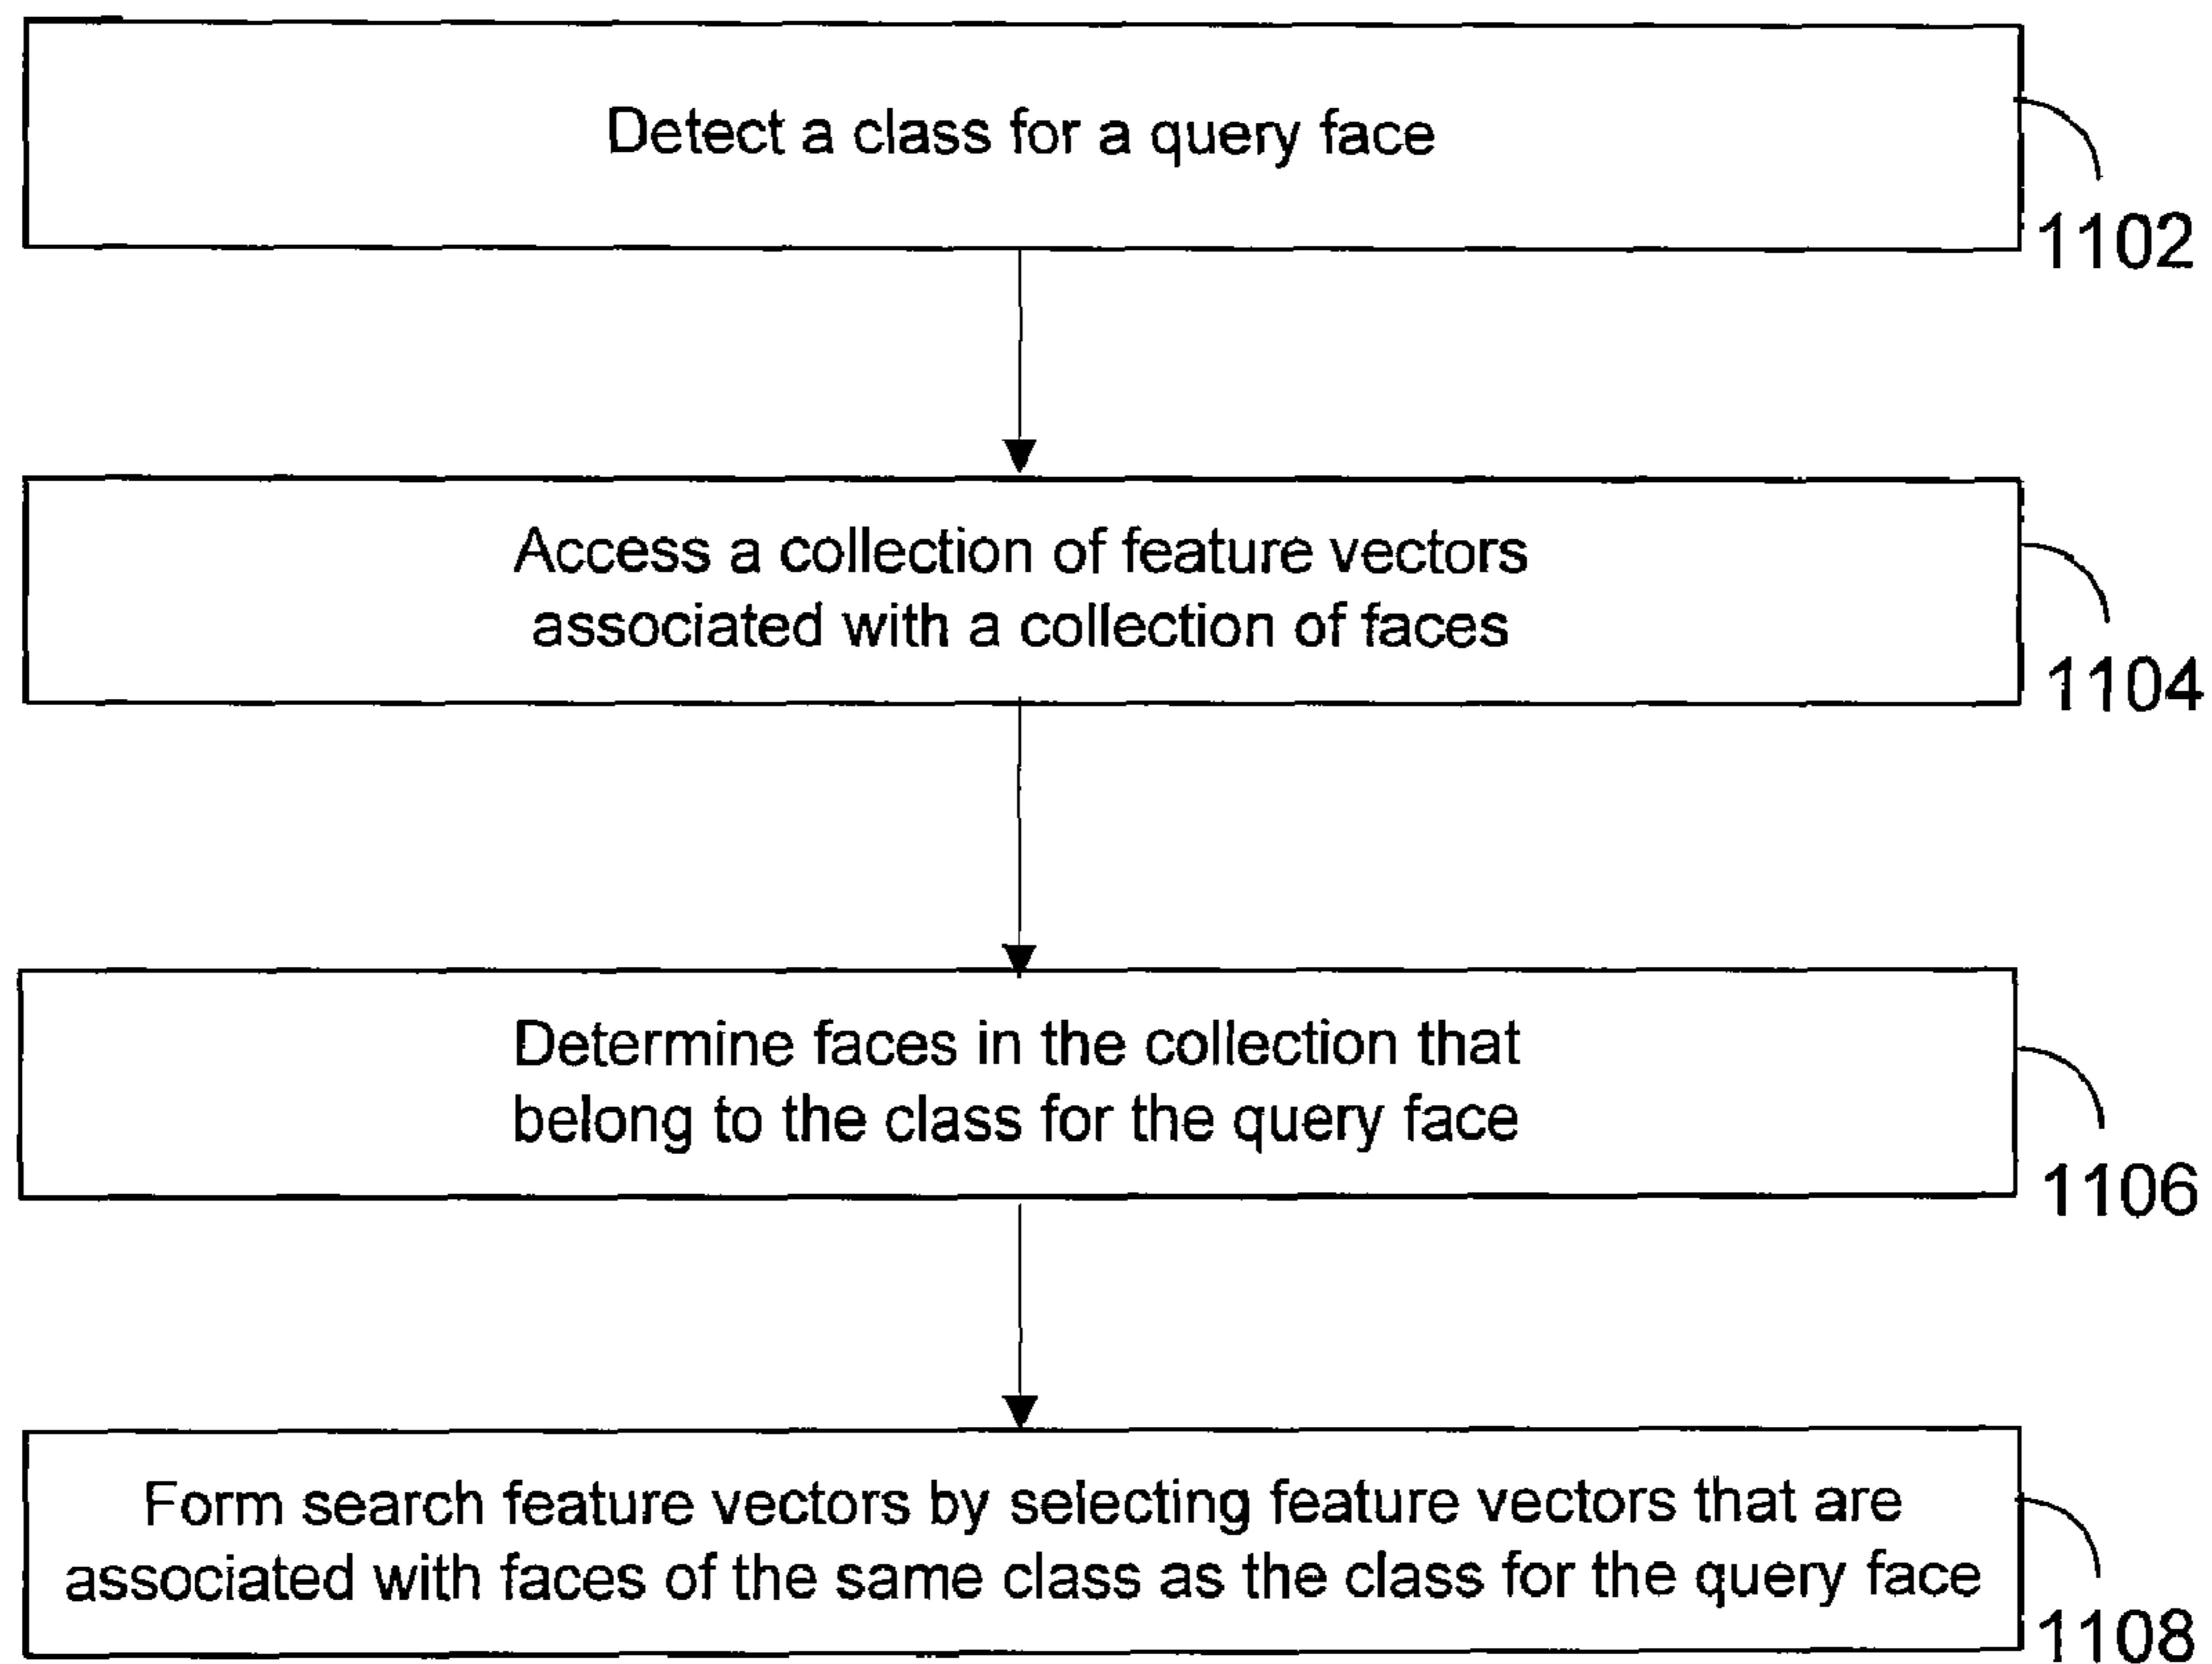 Detect a class for a query face
1102
Access a collection of feature vectors
associated with a collection of faces
1104
Determine faces in the collection that
belong to the class for the query face
1106
Form search feature vectors by selecting feature vectors that are
associated with faces of the same class as the class for the query face
1108